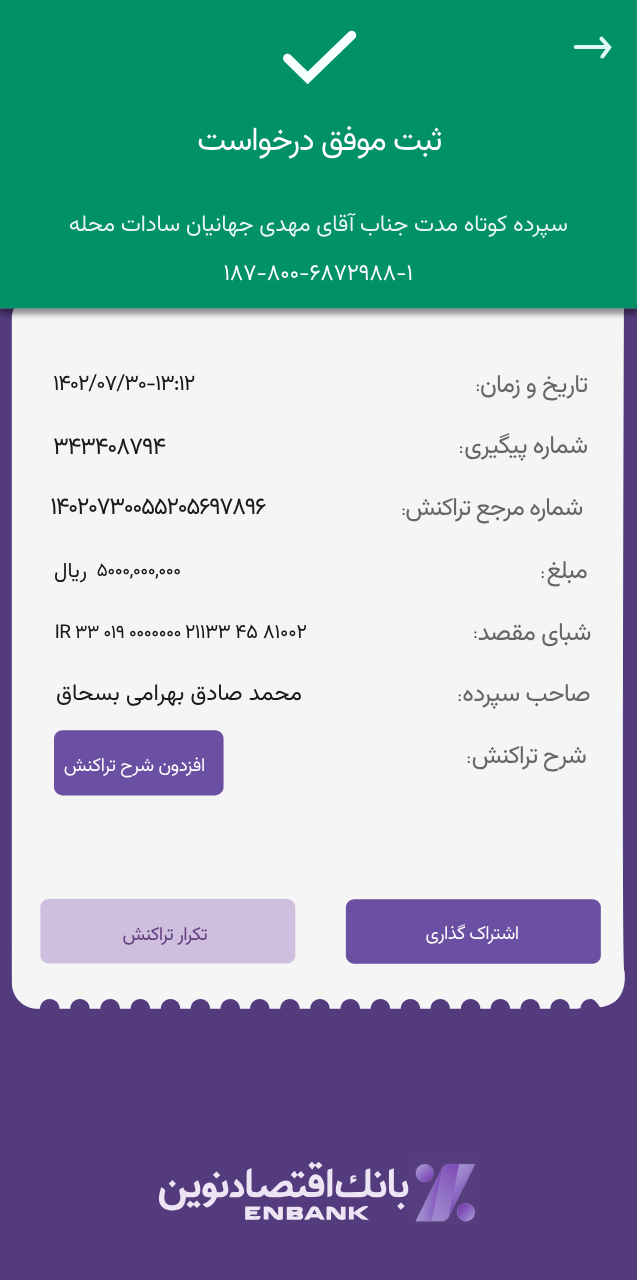 ثبت موفق درخواست
سپرده کوتاه مدت جناب آقای مهدی جهانیان سادات محله
۱۸۷-۸۰۰-۶۸۷۲۹۸۸-۱
تاریخ و زمان: ۱۴۰۲/۰۷/۳۰-۱۳:۱۲
شماره پیگیری: ۳۴۳۴۰۸۷۹۴
شماره مرجع تراکنش: ۱۴۰۲۰۷۳۰۰۵۵۲۰۵۶۹۷۸۹۶
مبلغ: ۵۰۰۰,۰۰۰,۰۰۰ ریال
شبای مقصد: IR ۳۳ ۰۱۹ ۰۰۰۰۰۰۰ ۲۱۱۳۳ ۴۵ ۸۱۰۰۲
صاحب سپرده: محمد صادق بهرامی بسحاق
شرح تراکنش: افزدون شرح تراکنش
اشتراک گذاری
تکرار تراکنش
بانک اقتصادنوین
ENBANK